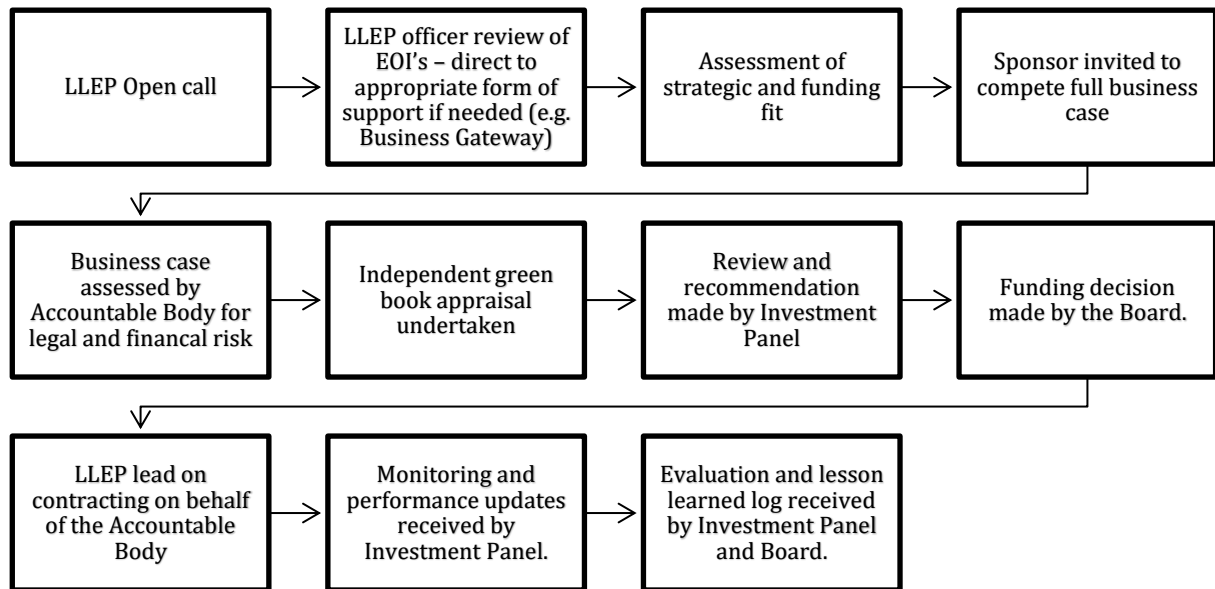 LLEP Open call
LLEP officer review of
EOI's – direct to
appropriate form of
support if needed (e.g.
Business Gateway)
Assessment of
strategic and funding
fit
Sponsor invited to
compete full business
case
Business case
assessed by
Accountable Body for
legal and financal risk
Independent green
book appraisal
undertaken
Review and
recommendation
made by Investment
Panel
Funding decision
made by the Board.
LLEP lead on
contracting on behalf
of the Accountable
Body
Monitoring and
performance updates
received by
Investment Panel.
Evaluation and lesson
learned log received
by Investment Panel
and Board.